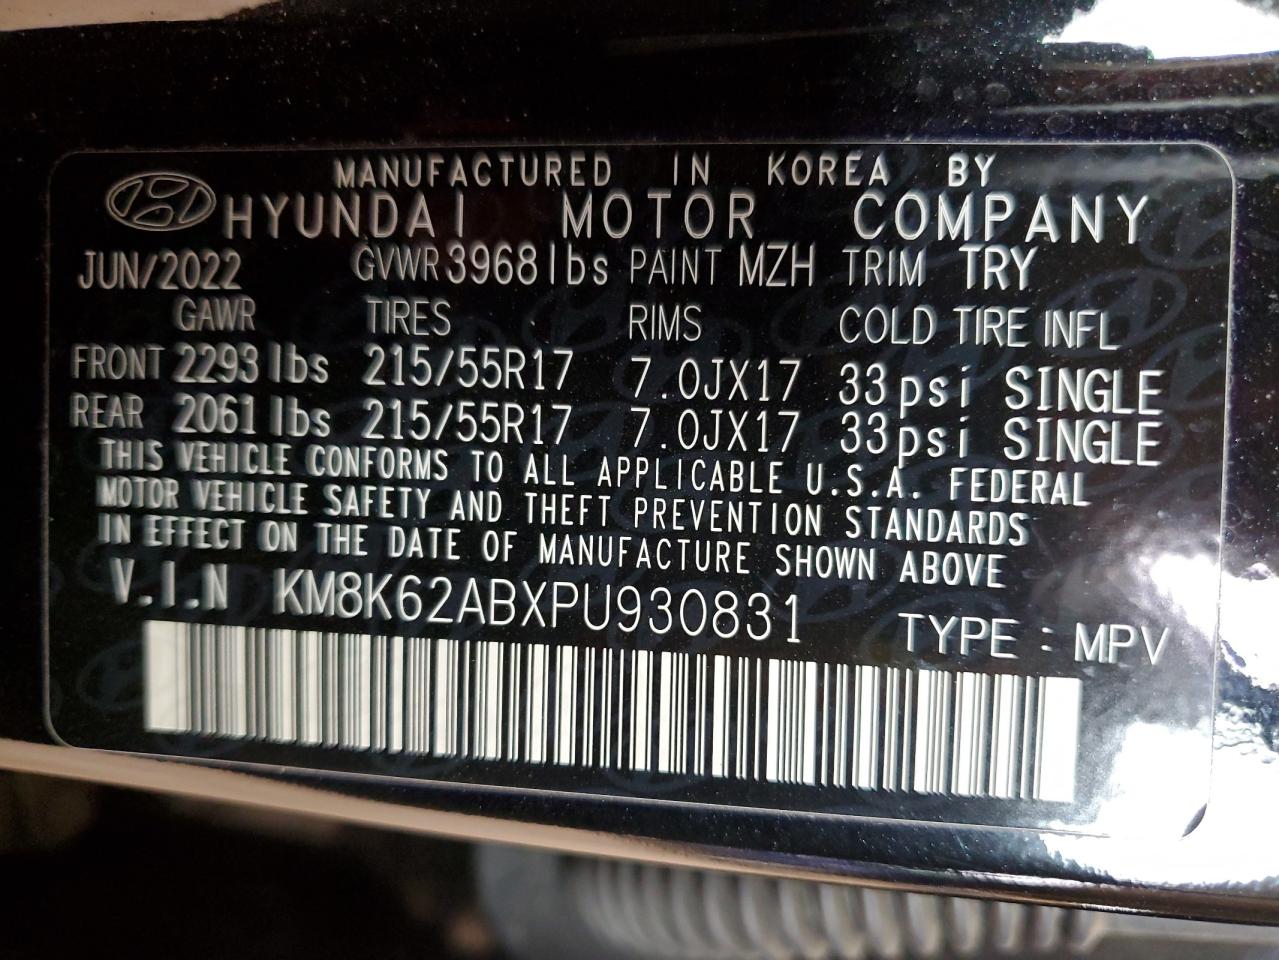 MANUFACTURED IN KOREA BY
HYUNDAI MOTOR COMPANY
JUN/2022 GVWR 3968lbs PAINT MZH TRIM TRY
GAWR TIRES RIMS COLD TIRE INFL
FRONT 2293lbs 215/55R17 7.0JX17 33psi SINGLE
REAR 2061lbs 215/55R17 7.0JX17 33psi SINGLE
THIS VEHICLE CONFORMS TO ALL APPLICABLE U.S.A. FEDERAL
MOTOR VEHICLE SAFETY AND THEFT PREVENTION STANDARDS
IN EFFECT ON THE DATE OF MANUFACTURE SHOWN ABOVE
V.I.N KM8K62ABXPU930831 TYPE : MPV